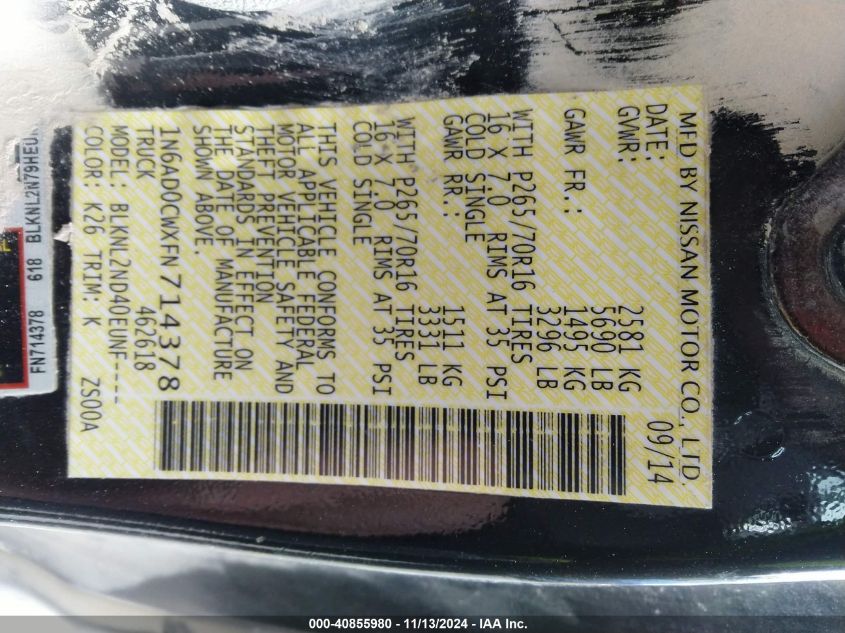 MFD BY NISSAN MOTOR CO., LTD.
DATE: 09/14
GVWR: 2581 KG
5690 LB
GAWR FR.: 1495 KG
3296 LB
WITH P265/70R16 TIRES
16 X 7.0 RIMS AT 35 PSI
COLD SINGLE
GAWR RR.: 1511 KG
3331 LB
WITH P265/70R16 TIRES
16 X 7.0 RIMS AT 35 PSI
COLD SINGLE
THIS VEHICLE CONFORMS TO
ALL APPLICABLE FEDERAL
MOTOR VEHICLE SAFETY AND
THEFT PREVENTION
STANDARDS IN EFFECT ON
THE DATE OF MANUFACTURE
SHOWN ABOVE.
1N6AD0CWXFN714378
TRUCK 462618
MODEL: BLKNL2ND40EUNF----
COLOR: K26 TRIM: K ZS00A
FN714378 618 BLKNL2N79HEU
000-40855980 - 11/13/2024 - IAA Inc.